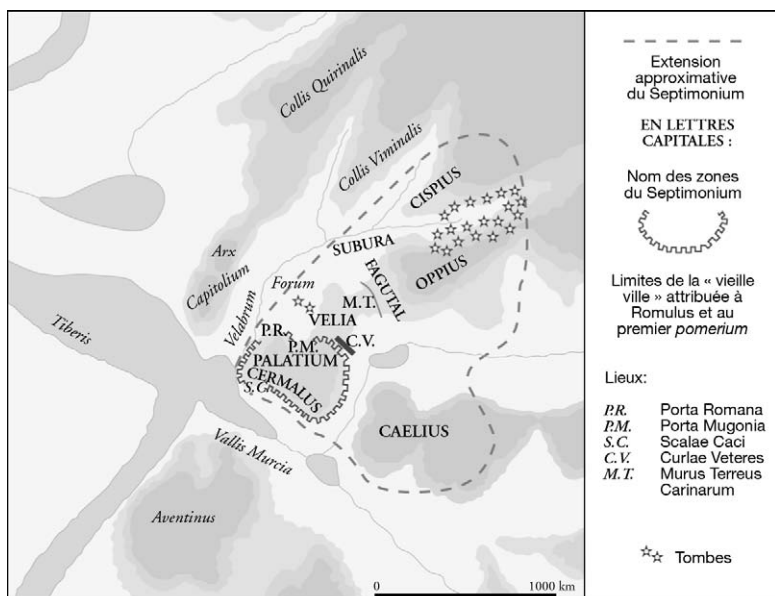 Collis Quirinalis
Collis Viminalis
CISPIUS
SUBURA
OPPIUS
FAGUTAL
Arx
Capitolium
Forum
M.T.
VELIA
Velabrum
P.R.
C.V.
P.M.
PALATIUM
CERMALUS
S.C.
Tiberis
CAELIUS
Vallis Murcia
Aventinus
0 1000 km
Extension
approximative
du Septimonium
EN LETTRES
CAPITALES :
Nom des zones
du Septimonium
Limites de la « vieille
ville » attribuée à
Romulus et au
premier pomerium
Lieux:
P.R. Porta Romana
P.M. Porta Mugonia
S.C. Scalae Caci
C.V. Curlae Veteres
M.T. Murus Terreus
Carinarum
Tombes